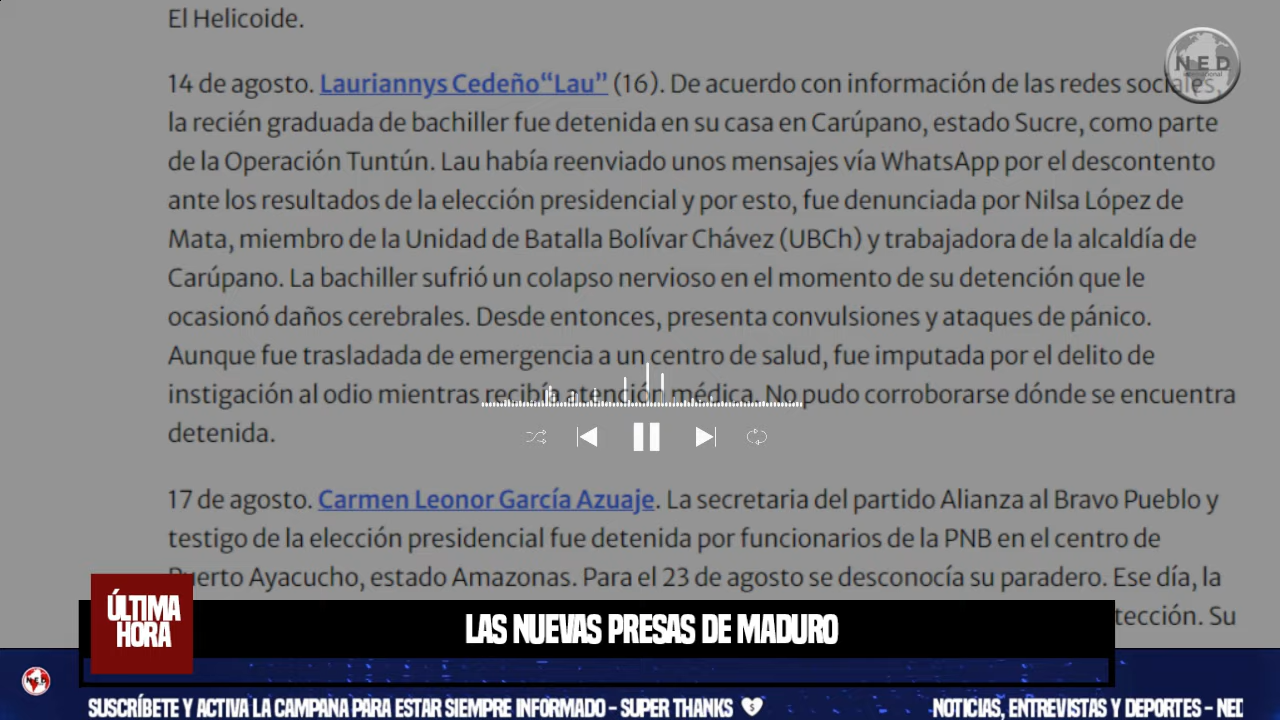 El Helicoide.
14 de agosto. Lauriannys Cedeño“Lau” (16). De acuerdo con información de las redes sociales,
la recién graduada de bachiller fue detenida en su casa en Carúpano, estado Sucre, como parte
de la Operación Tuntún. Lau había reenviado unos mensajes vía WhatsApp por el descontento
ante los resultados de la elección presidencial y por esto, fue denunciada por Nilsa López de
Mata, miembro de la Unidad de Batalla Bolívar Chávez (UBCh) y trabajadora de la alcaldía de
Carúpano. La bachiller sufrió un colapso nervioso en el momento de su detención que le
ocasionó daños cerebrales. Desde entonces, presenta convulsiones y ataques de pánico.
Aunque fue trasladada de emergencia a un centro de salud, fue imputada por el delito de
instigación al odio mientras recibía atención médica. No pudo corroborarse dónde se encuentra
detenida.
17 de agosto. Carmen Leonor García Azuaje. La secretaria del partido Alianza al Bravo Pueblo y
testigo de la elección presidencial fue detenida por funcionarios de la PNB en el centro de
Puerto Ayacucho, estado Amazonas. Para el 23 de agosto se desconocía su paradero. Ese día, la
tección. Su
NED
international
ÚLTIMA
HORA
LAS NUEVAS PRESAS DE MADURO
NED
SUSCRÍBETE Y ACTIVA LA CAMPAÑA PARA ESTAR SIEMPRE INFORMADO - SUPER THANKS
NOTICIAS, ENTREVISTAS Y DEPORTES - NED